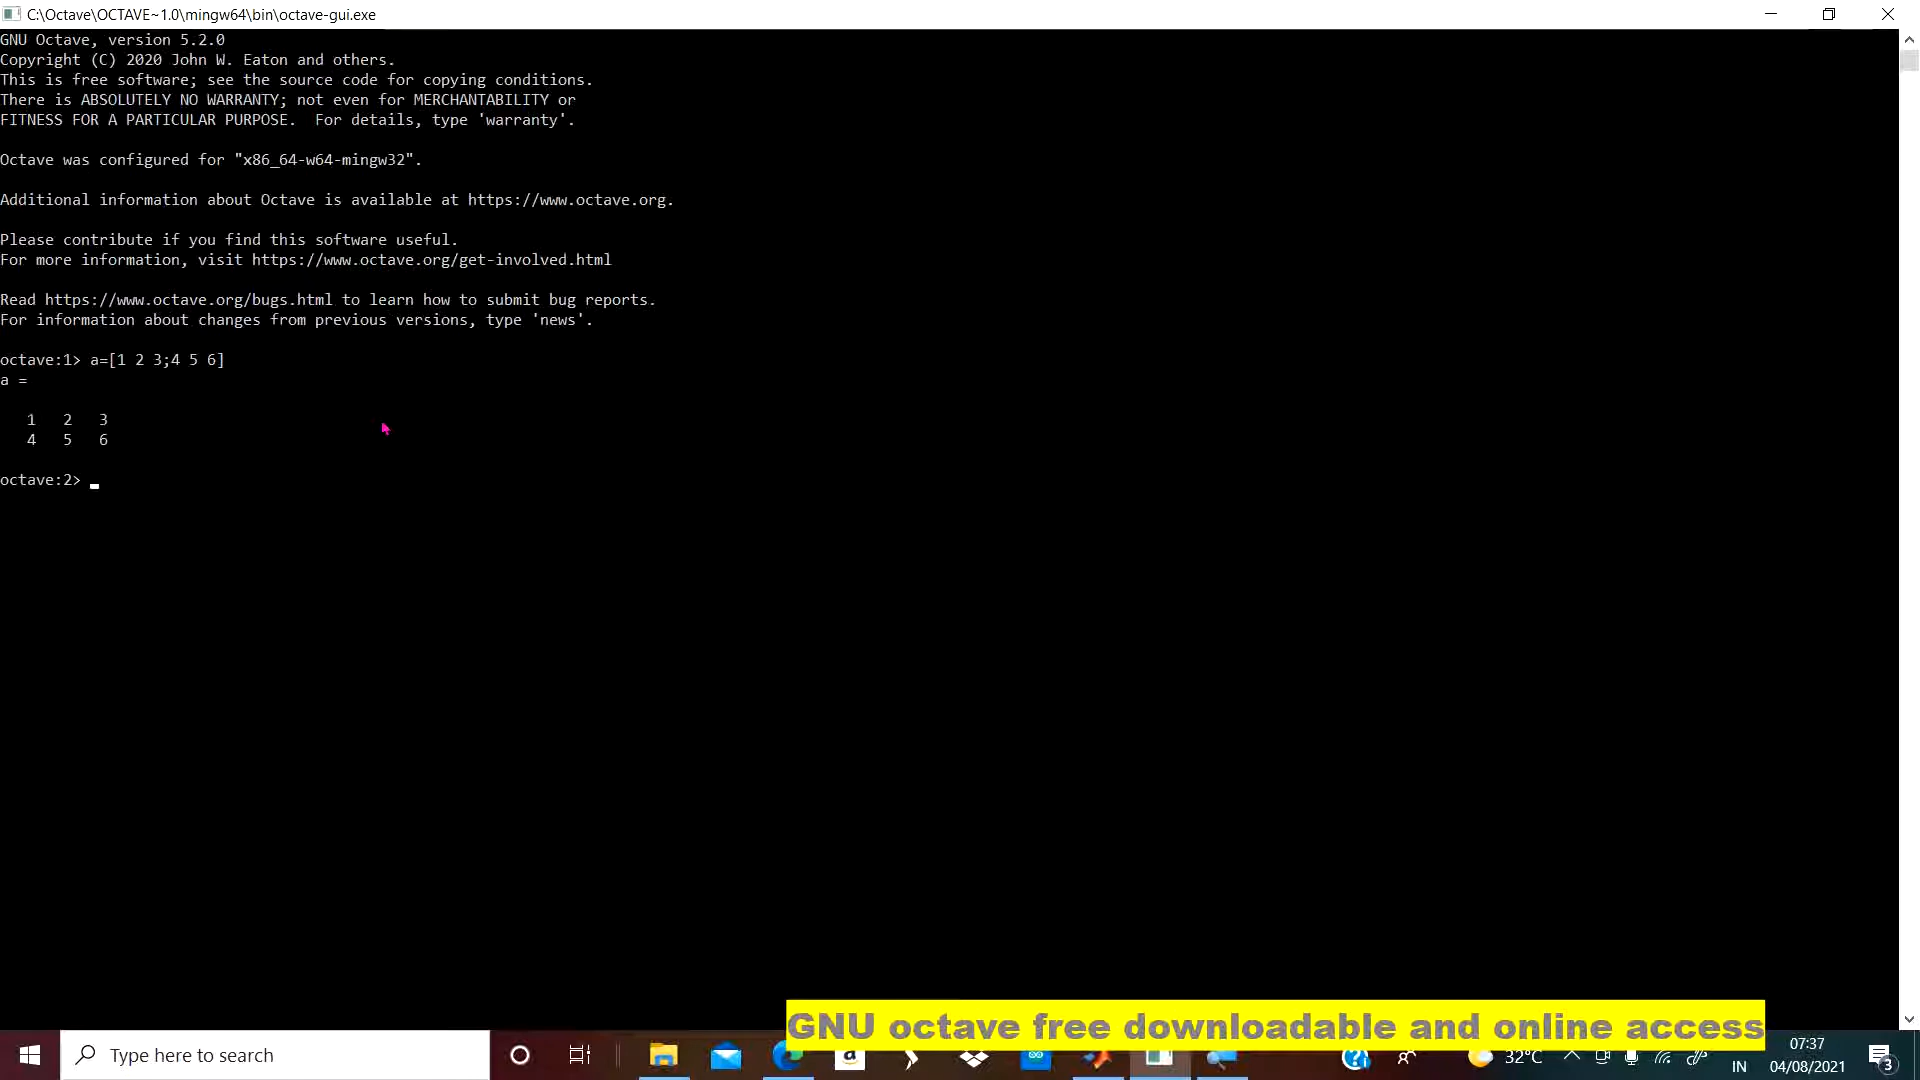 C:\Octave\OCTAVE~1.0\mingw64\bin\octave-gui.exe
GNU Octave, version 5.2.0
Copyright (C) 2020 John W. Eaton and others.
This is free software; see the source code for copying conditions.
There is ABSOLUTELY NO WARRANTY; not even for MERCHANTABILITY or
FITNESS FOR A PARTICULAR PURPOSE.  For details, type 'warranty'.
Octave was configured for "x86_64-w64-mingw32".
Additional information about Octave is available at https://www.octave.org.
Please contribute if you find this software useful.
For more information, visit https://www.octave.org/get-involved.html
Read https://www.octave.org/bugs.html to learn how to submit bug reports.
For information about changes from previous versions, type 'news'.
octave:1> a=[1 2 3;4 5 6]
a =
1 2 3
4 5 6
octave:2>
GNU octave free downloadable and online access
Type here to search
a
32°C
IN
07:37
04/08/2021
3